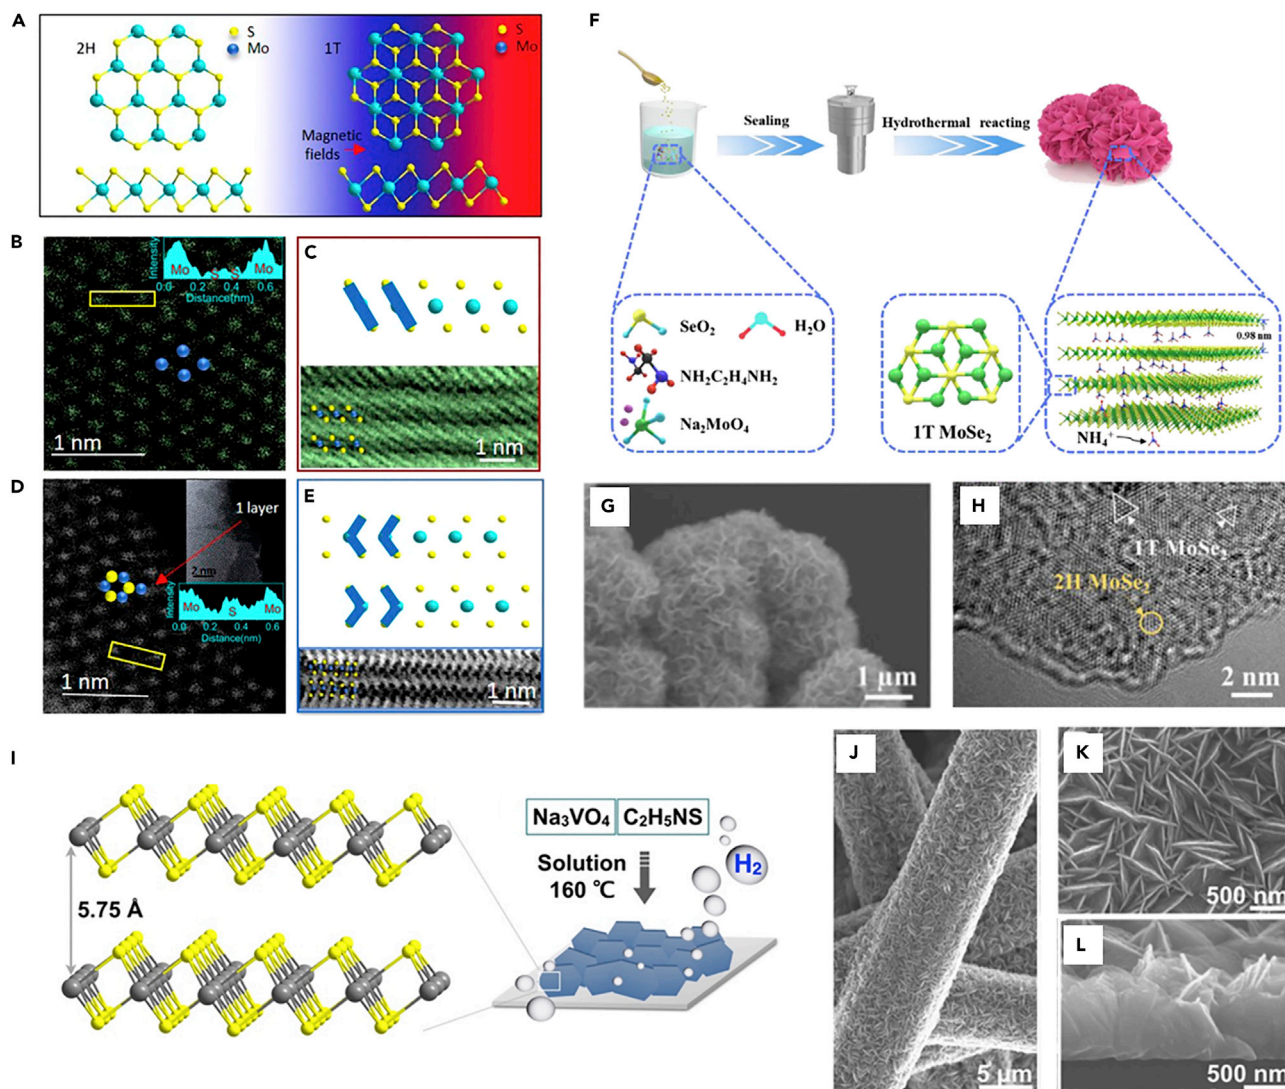 A
2H
S
Mo
1T
S
Mo
Magnetic
fields
B
Intensity
Mo
S
S
Mo
0.0 0.2 0.4 0.6
Distance(nm)
1 nm
C
1 nm
D
1 layer
2 nm
Intensity
Mo
S
Mo
0.0 0.2 0.4 0.6
Distance(nm)
1 nm
E
1 nm
F
Sealing
Hydrothermal reacting
SeO₂
H₂O
NH₂C₂H₄NH₂
Na₂MoO₄
1T MoSe₂
0.98 nm
NH₄⁺
G
1 µm
H
1T MoSe₂
2H MoSe₂
2 nm
I
5.75 Å
Na₃VO₄
C₂H₅NS
Solution
160 ℃
H₂
J
5 µm
K
500 nm
L
500 nm